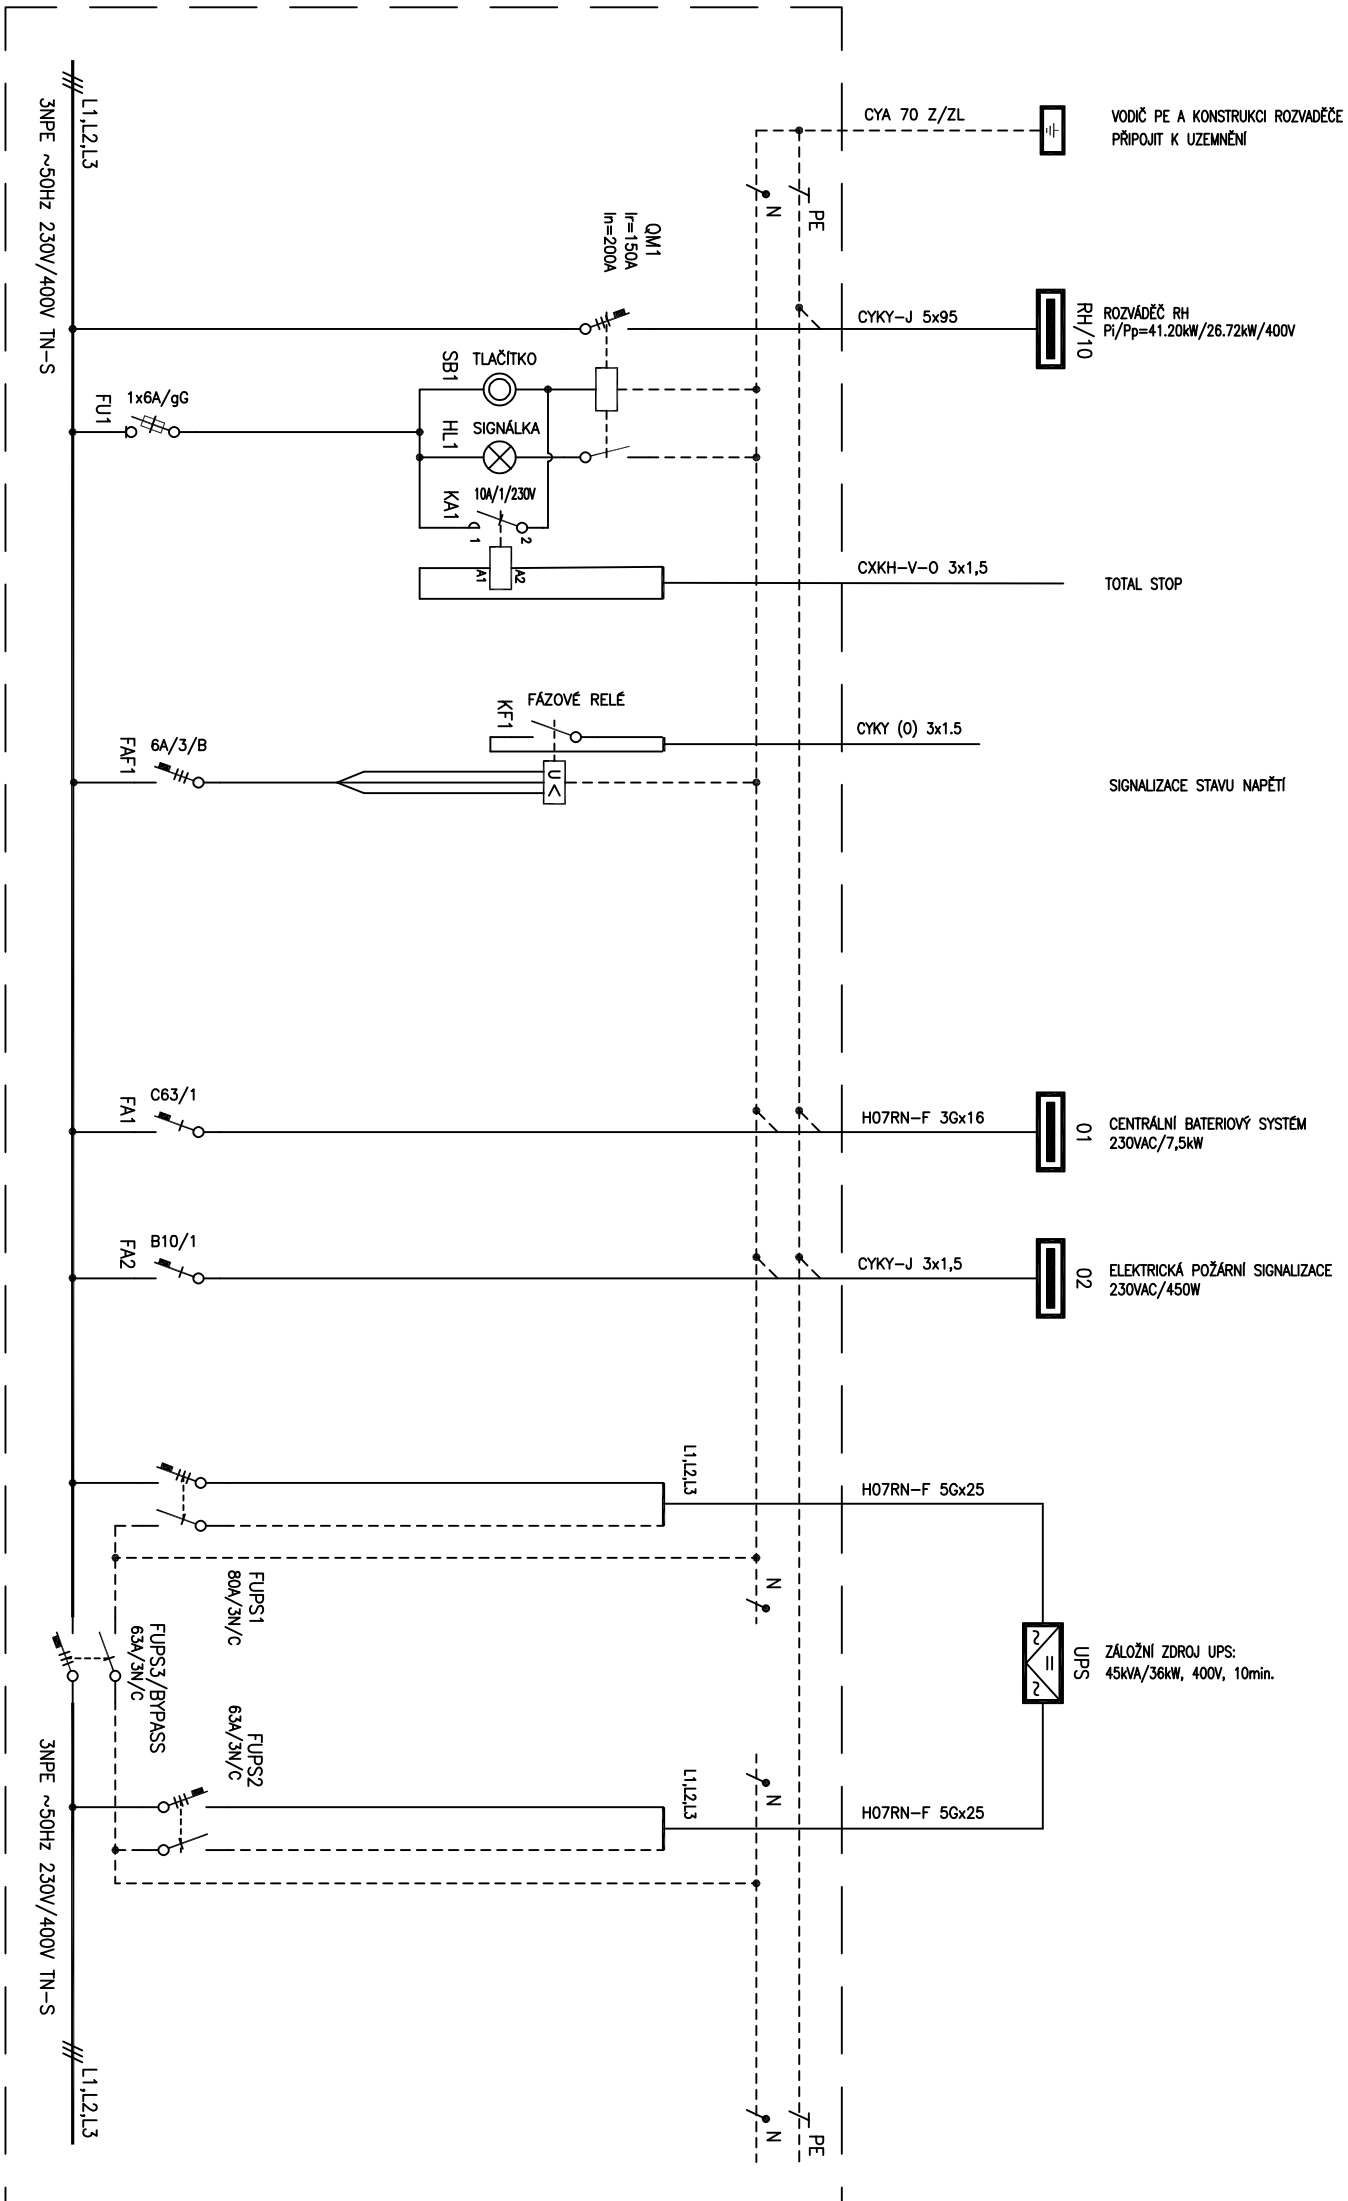 CYA 70 Z/ZL
VODIČ PE A KONSTRUKCI ROZVADĚČE
PŘIPOJIT K UZEMNĚNÍ
L1,L2,L3
3NPE ~50Hz 230V/400V TN-S
N
PE
QM1
Ir=150A
In=200A
CYKY-J 5x95
RH/10
ROZVÁDĚČ RH
Pi/Pp=41.20kW/26.72kW/400V
SB1
TLAČÍTKO
FU1
1x6A/gG
HL1
SIGNÁLKA
KA1
10A/1/230V
1
2
A1
A2
CXKH-V-O 3x1,5
TOTAL STOP
KF1
FÁZOVÉ RELÉ
CYKY (O) 3x1.5
FAF1
6A/3/B
U<
SIGNALIZACE STAVU NAPĚTÍ
FA1
C63/1
H07RN-F 3Gx16
01
CENTRÁLNÍ BATERIOVÝ SYSTÉM
230VAC/7,5kW
FA2
B10/1
CYKY-J 3x1,5
02
ELEKTRICKÁ POŽÁRNÍ SIGNALIZACE
230VAC/450W
L1,L2,L3
H07RN-F 5Gx25
FUPS1
80A/3N/C
N
FUPS3/BYPASS
63A/3N/C
UPS
ZÁLOŽNÍ ZDROJ UPS:
45kVA/36kW, 400V, 10min.
FUPS2
63A/3N/C
L1,L2,L3
N
H07RN-F 5Gx25
3NPE ~50Hz 230V/400V TN-S
L1,L2,L3
N
PE